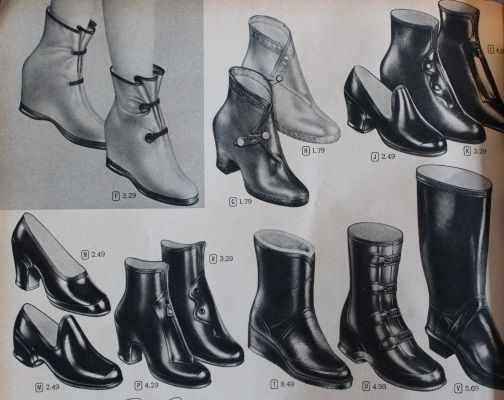 L 4.
H 1.79
J 2.49
K 3.29
F 3.29
G 1.79
N 2.49
R 3.29
M 2.49
P 4.29
T 8.49
U 4.98
V 5.69